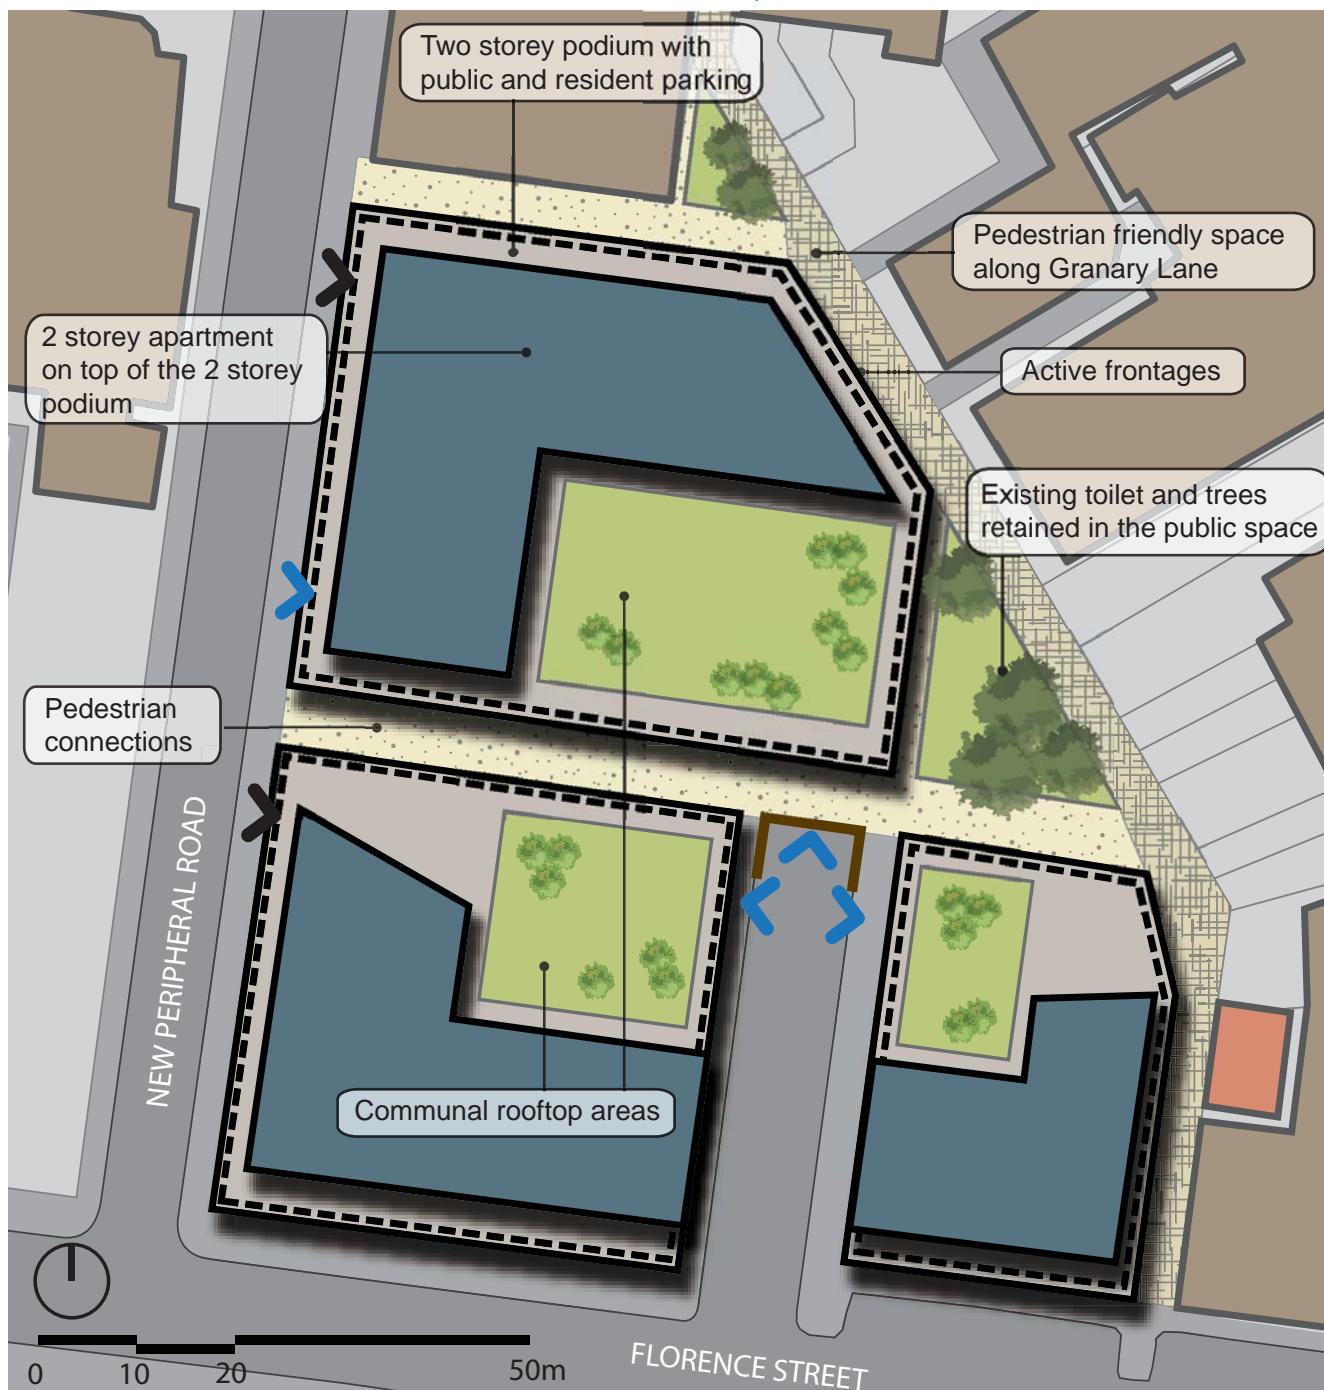 Two storey podium with
public and resident parking
Pedestrian friendly space
along Granary Lane
2 storey apartment
on top of the 2 storey
podium
Active frontages
Existing toilet and trees
retained in the public space
Pedestrian
connections
NEW PERIPHERAL ROAD
Communal rooftop areas
0 10 20 50m
FLORENCE STREET